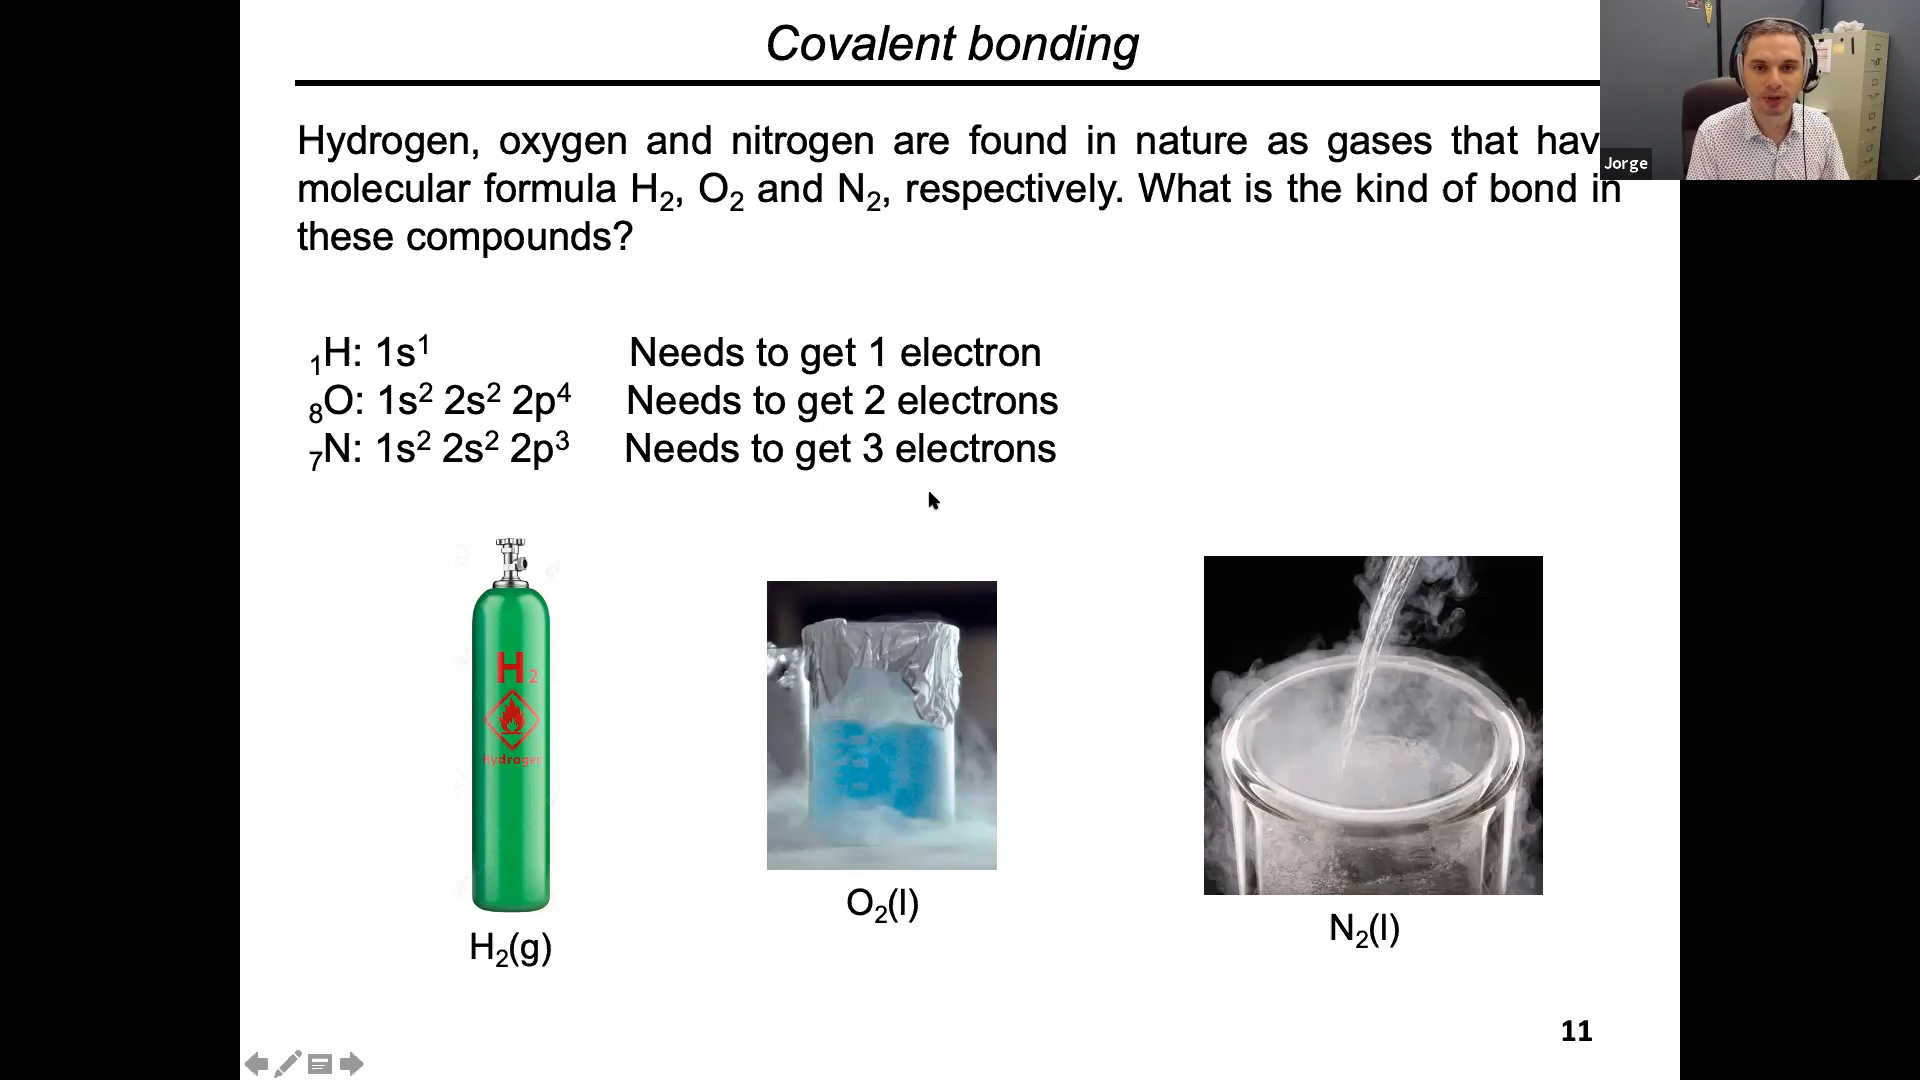 Covalent bonding
Hydrogen, oxygen and nitrogen are found in nature as gases that hav
molecular formula H₂, O₂ and N₂, respectively. What is the kind of bond in
these compounds?
Jorge
₁H: 1s¹ Needs to get 1 electron
₈O: 1s² 2s² 2p⁴ Needs to get 2 electrons
₇N: 1s² 2s² 2p³ Needs to get 3 electrons
H₂
Hydrogen
H₂(g)
O₂(l)
N₂(l)
11